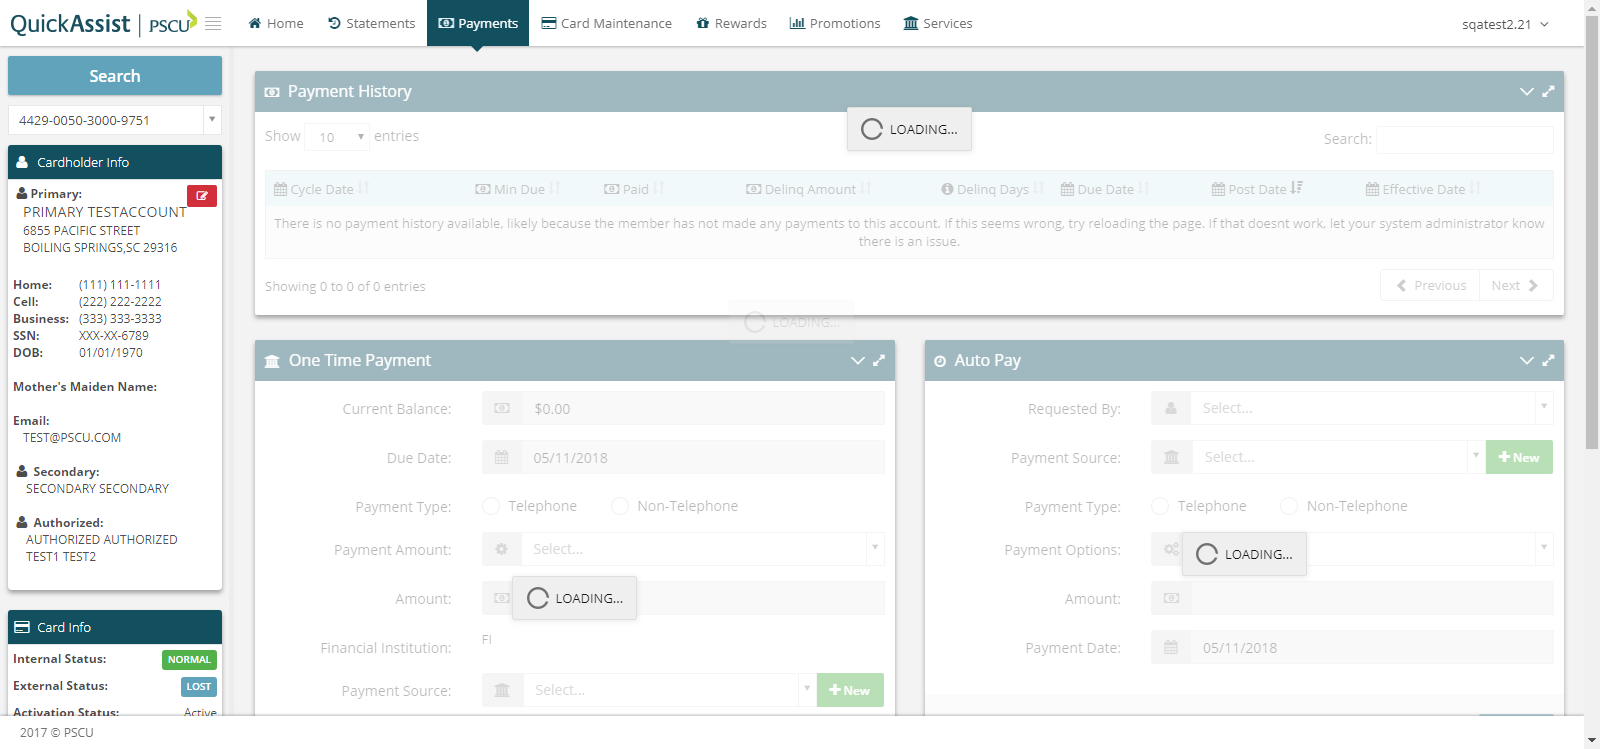 QuickAssist | PSCU
Home
Statements
Payments
Card Maintenance
Rewards
Promotions
Services
sqatest2.21
Search
4429-0050-3000-9751
Cardholder Info
Primary:
PRIMARY TESTACCOUNT
6855 PACIFIC STREET
BOILING SPRINGS,SC 29316
Home: (111) 111-1111
Cell: (222) 222-2222
Business: (333) 333-3333
SSN: XXX-XX-6789
DOB: 01/01/1970
Mother's Maiden Name:
Email:
TEST@PSCU.COM
Secondary:
SECONDARY SECONDARY
Authorized:
AUTHORIZED AUTHORIZED
TEST1 TEST2
Card Info
Internal Status: NORMAL
External Status: LOST
Activation Status: Active
Payment History
LOADING...
Show 10 entries
Search:
Cycle Date Min Due Paid Delinq Amount Delinq Days Due Date Post Date Effective Date
There is no payment history available, likely because the member has not made any payments to this account. If this seems wrong, try reloading the page. If that doesnt work, let your system administrator know
there is an issue.
Showing 0 to 0 of 0 entries
Previous Next
LOADING...
One Time Payment
Current Balance: $0.00
Due Date: 05/11/2018
Payment Type: Telephone Non-Telephone
Payment Amount: Select...
Amount:
LOADING...
Financial Institution: FI
Payment Source: Select... New
Auto Pay
Requested By: Select...
Payment Source: Select... New
Payment Type: Telephone Non-Telephone
Payment Options:
LOADING...
Amount:
Payment Date: 05/11/2018
2017 © PSCU